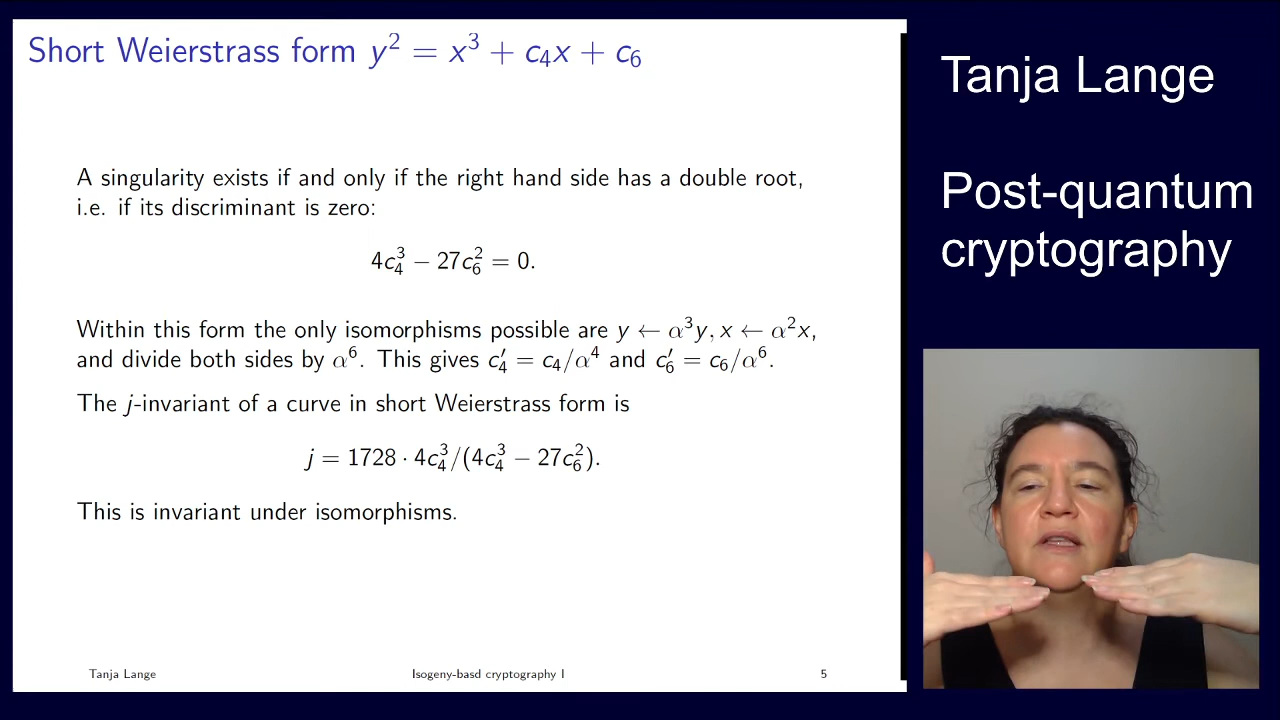 Short Weierstrass form y² = x³ + c₄x + c₆
A singularity exists if and only if the right hand side has a double root,
i.e. if its discriminant is zero:
4c₄³ − 27c₆² = 0.
Within this form the only isomorphisms possible are y ← α³y, x ← α²x,
and divide both sides by α⁶. This gives c₄′ = c₄/α⁴ and c₆′ = c₆/α⁶.
The j-invariant of a curve in short Weierstrass form is
j = 1728 · 4c₄³/(4c₄³ − 27c₆²).
This is invariant under isomorphisms.
Tanja Lange
Isogeny-basd cryptography I
5
Tanja Lange
Post-quantum
cryptography